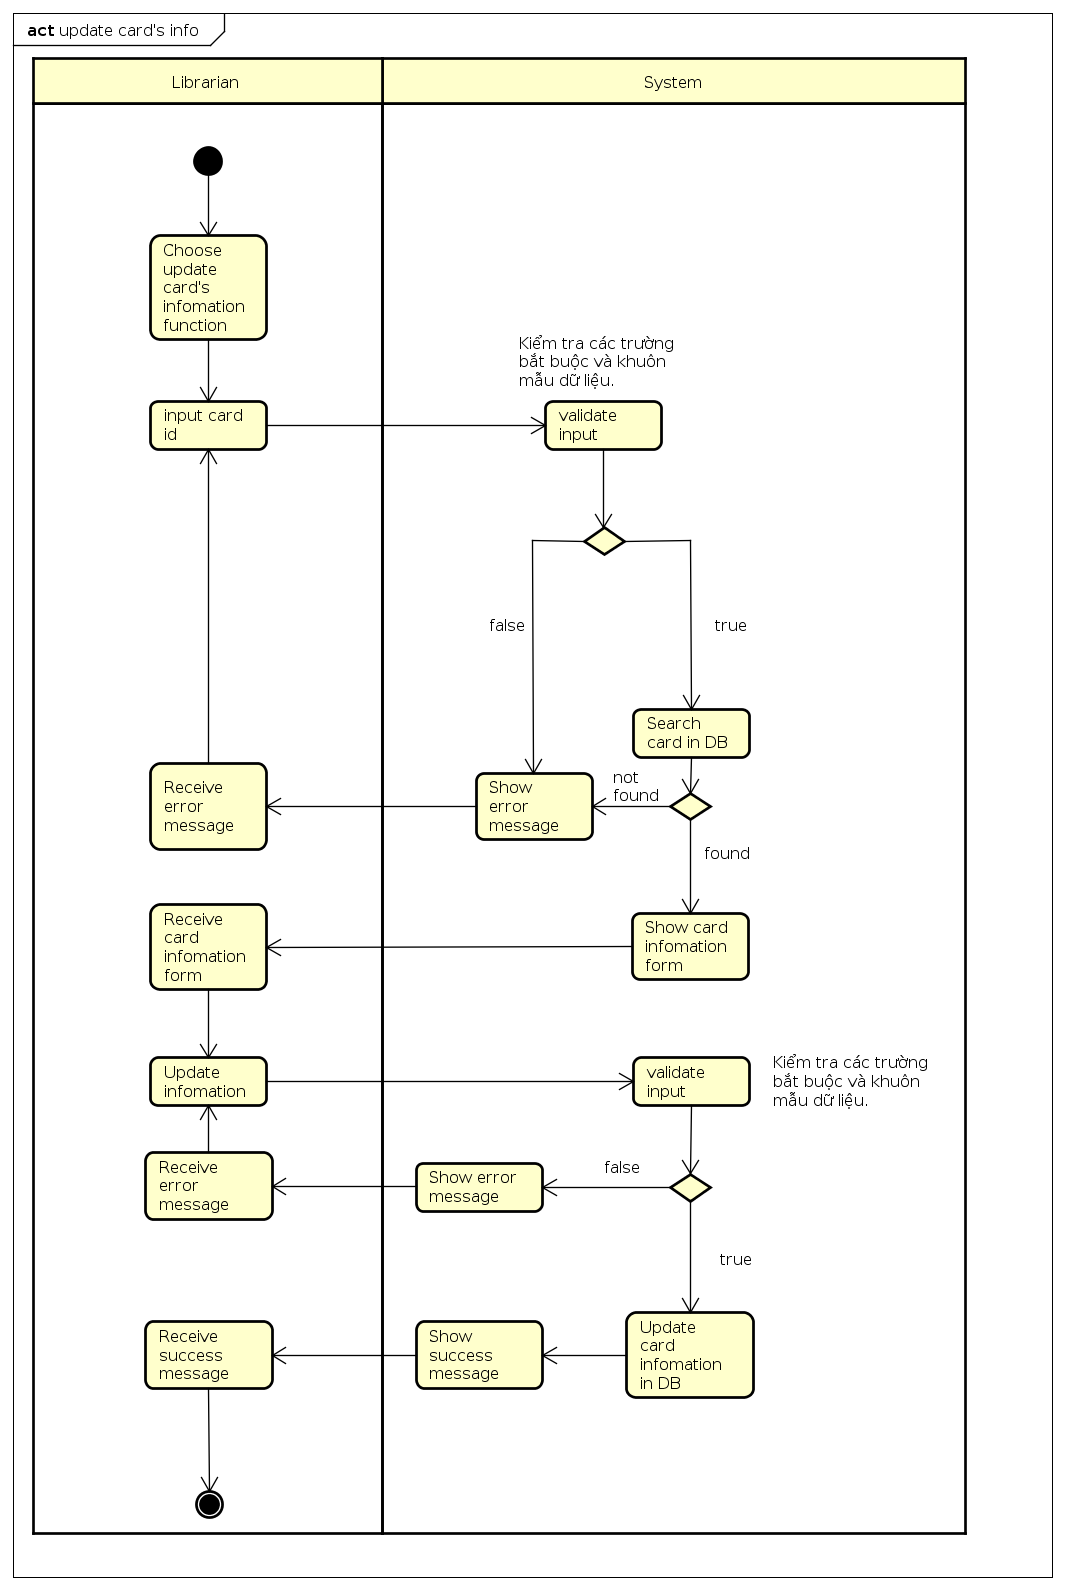 act update card's info
Librarian
System
Choose
update
card's
infomation
function
Kiểm tra các trường
bắt buộc và khuôn
mẫu dữ liệu.
input card
id
validate
input
false
true
Search
card in DB
not
found
Show
error
message
Receive
error
message
found
Receive
card
infomation
form
Show card
infomation
form
Update
infomation
validate
input
Kiểm tra các trường
bắt buộc và khuôn
mẫu dữ liệu.
false
Receive
error
message
Show error
message
true
Receive
success
message
Show
success
message
Update
card
infomation
in DB